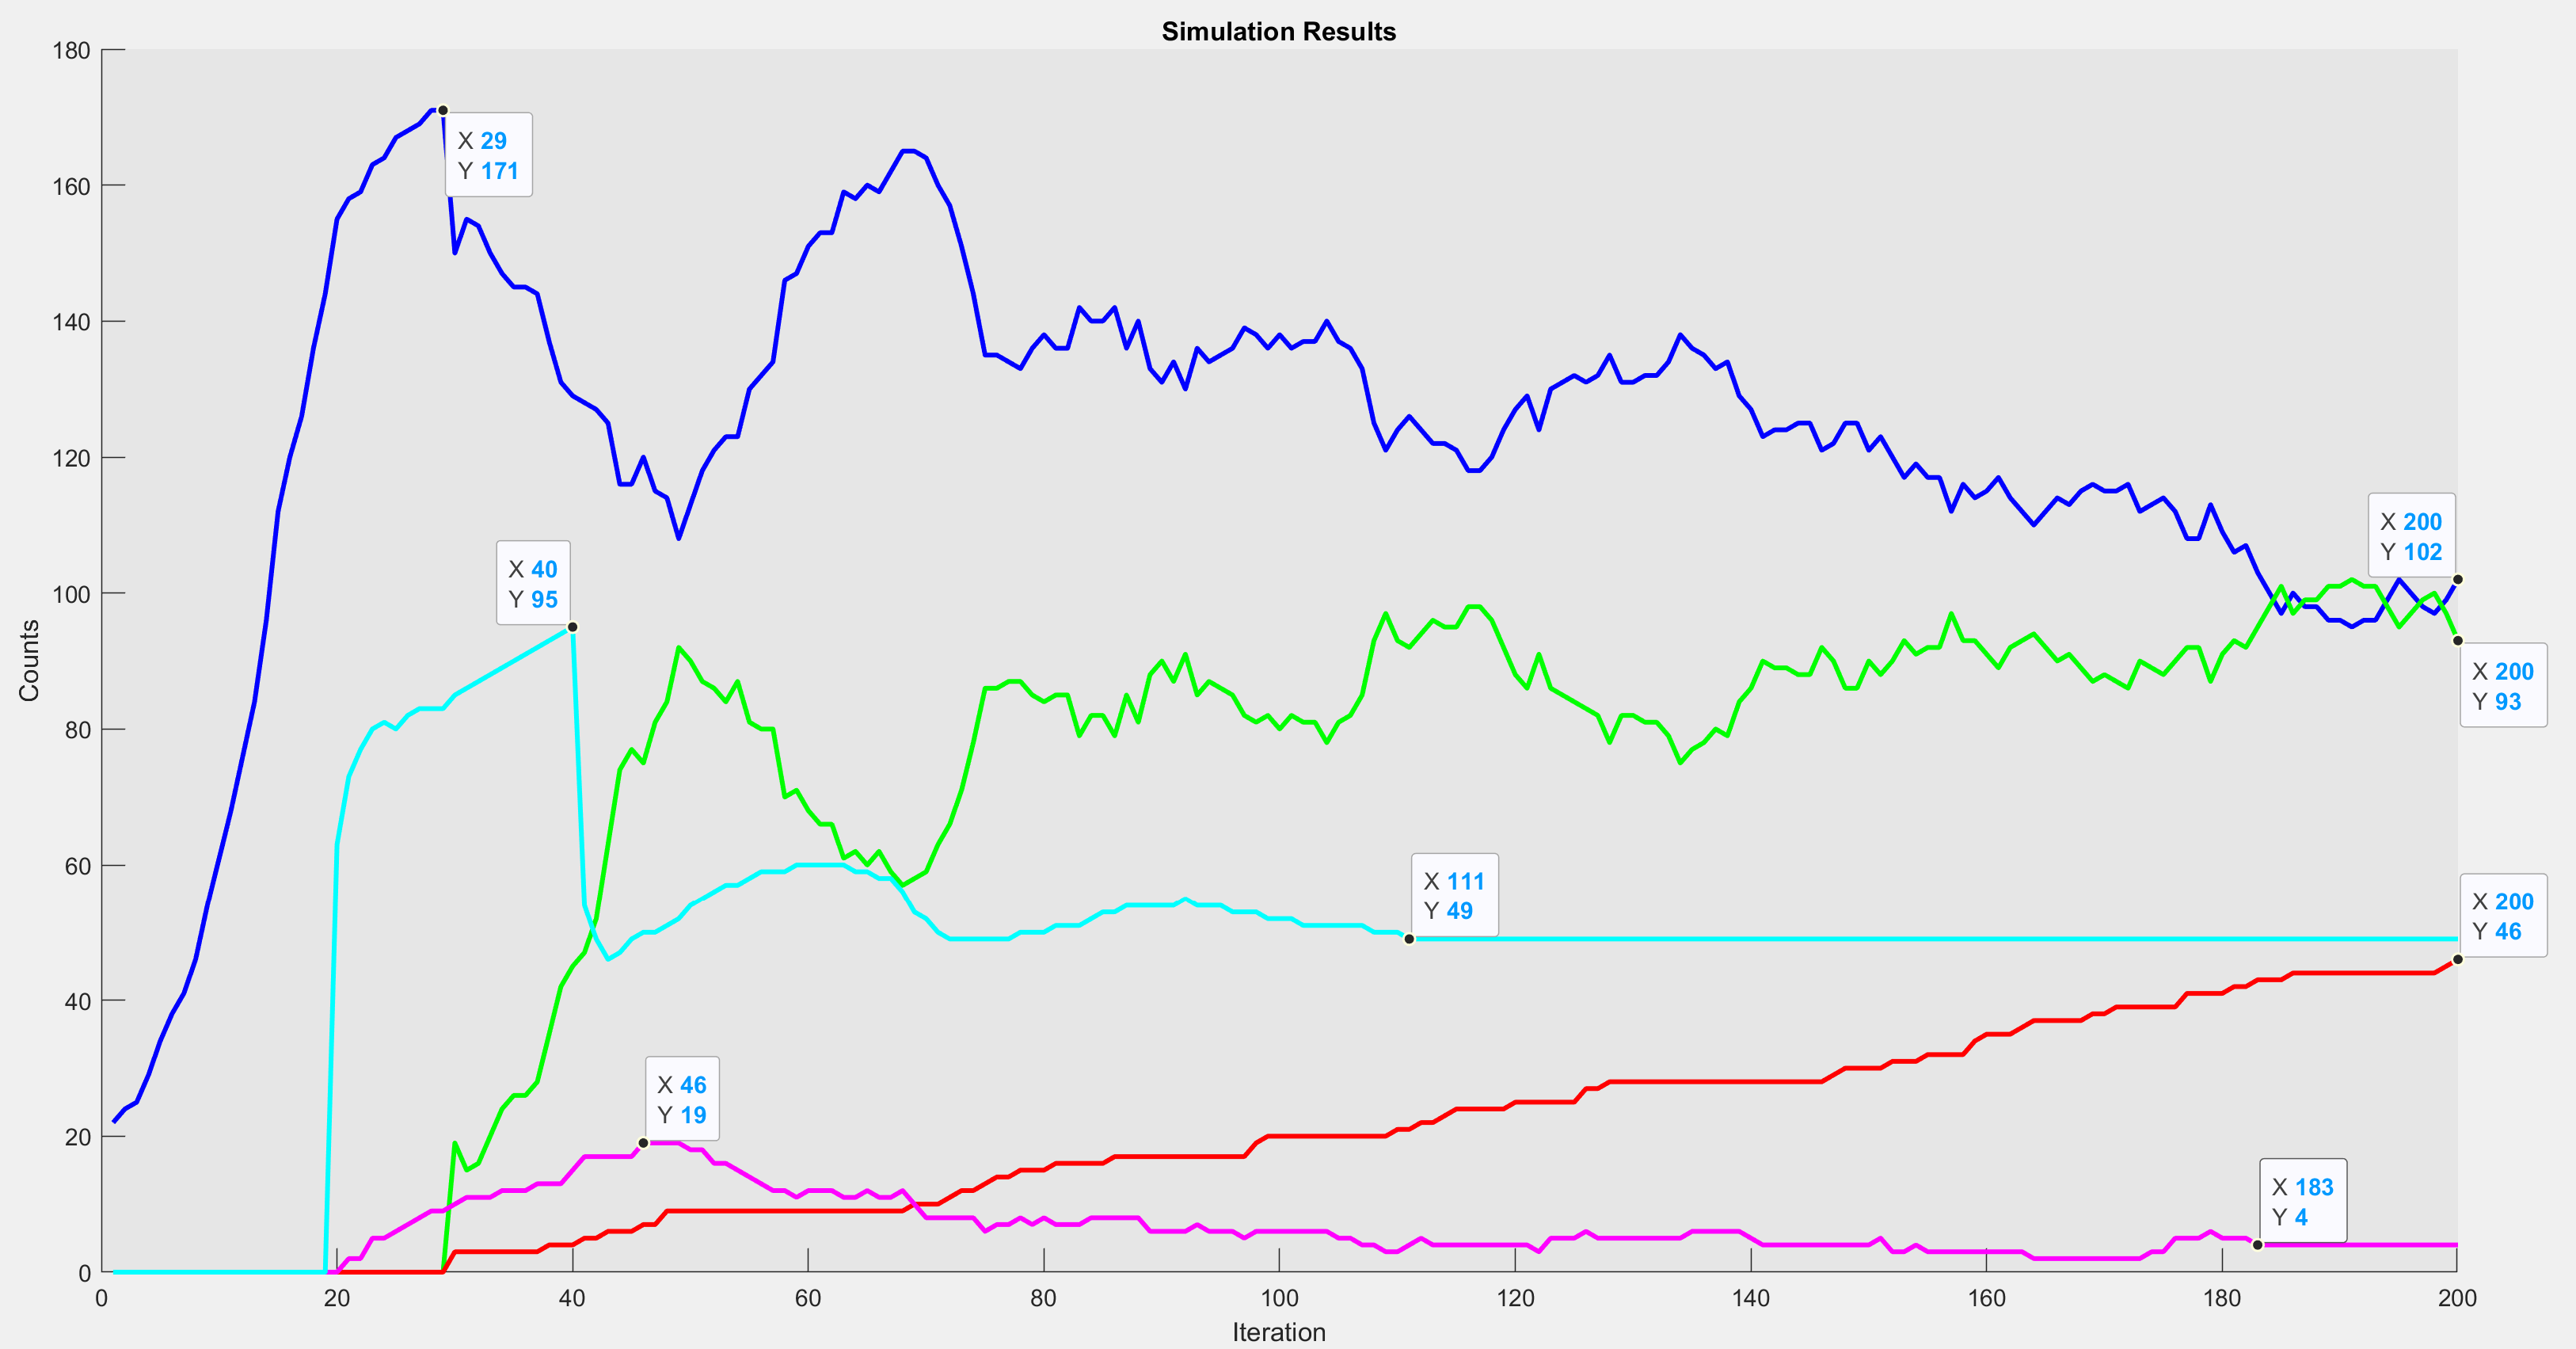 Simulation Results
180
160
140
120
100
80
60
40
20
0
Counts
X 29
Y 171
X 40
Y 95
X 46
Y 19
X 111
Y 49
X 200
Y 102
X 200
Y 93
X 200
Y 46
X 183
Y 4
0 20 40 60 80 100 120 140 160 180 200
Iteration